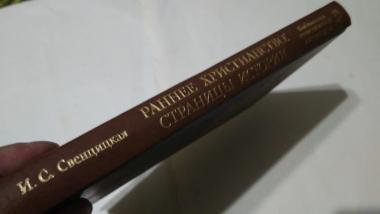 И. С. Свенцицкая
РАННЕЕ ХРИСТИАНСТВО:
СТРАНИЦЫ ИСТОРИИ